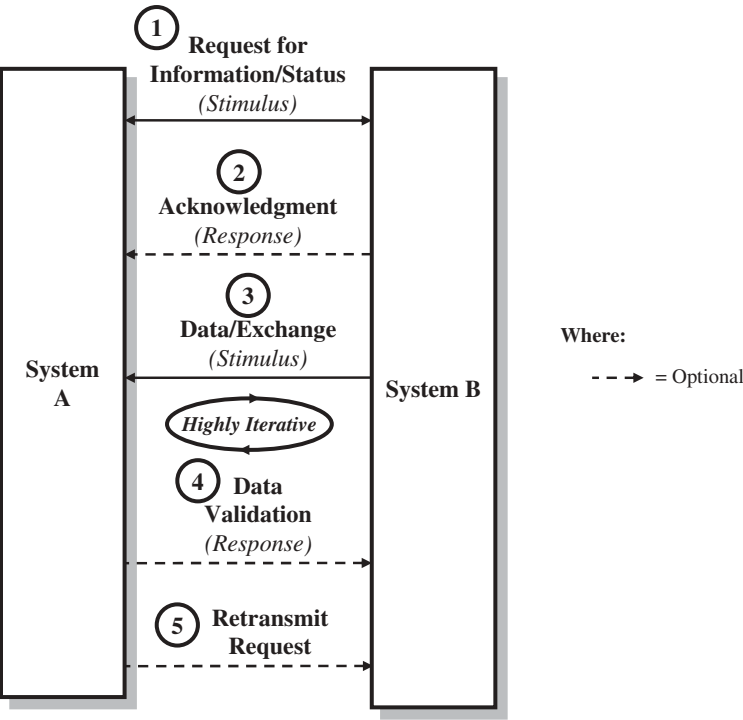 1
Request for
Information/Status
(Stimulus)
2
Acknowledgment
(Response)
3
Data/Exchange
(Stimulus)
Highly Iterative
4
Data
Validation
(Response)
5
Retransmit
Request
System
A
System B
Where:
= Optional